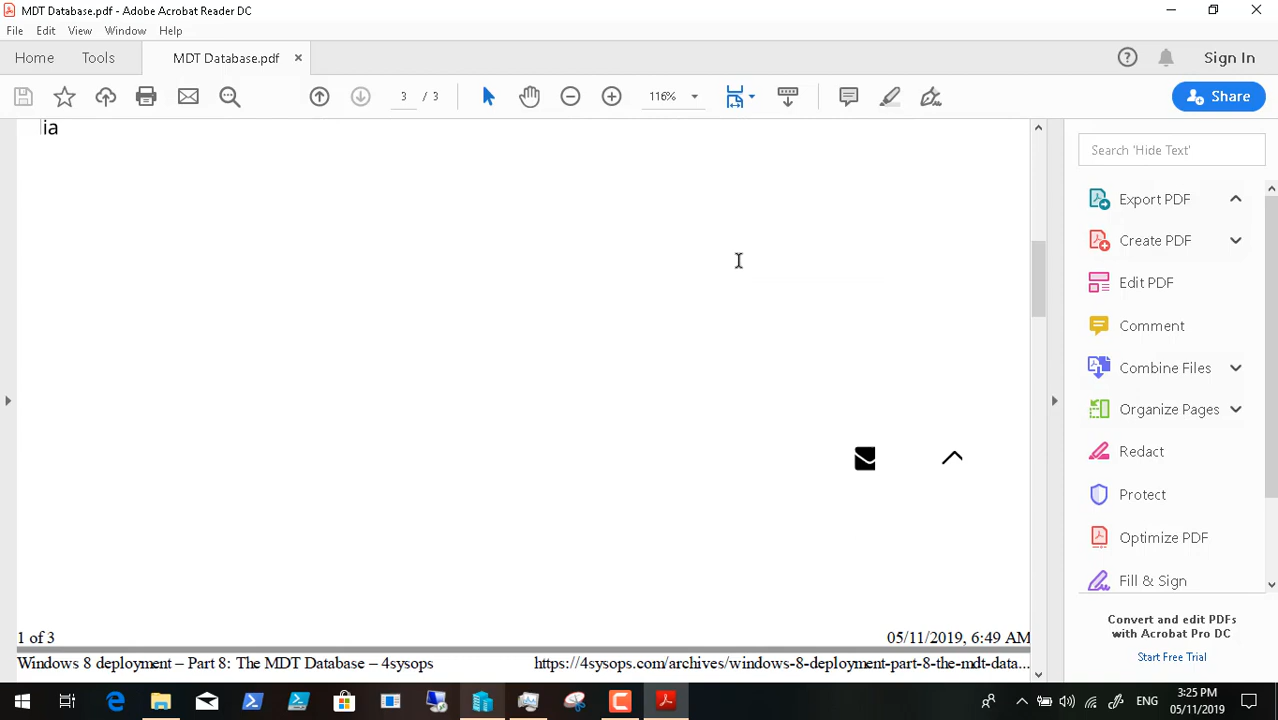 MDT Database.pdf - Adobe Acrobat Reader DC
File Edit View Window Help
Home Tools MDT Database.pdf × Sign In
3 / 3 116% Share
ia
Search 'Hide Text'
Export PDF
Create PDF
Edit PDF
Comment
Combine Files
Organize Pages
Redact
Protect
Optimize PDF
Fill & Sign
Convert and edit PDFs
with Acrobat Pro DC
Start Free Trial
1 of 3 05/11/2019, 6:49 AM
Windows 8 deployment – Part 8: The MDT Database – 4sysops https://4sysops.com/archives/windows-8-deployment-part-8-the-mdt-data...
ENG 3:25 PM
05/11/2019